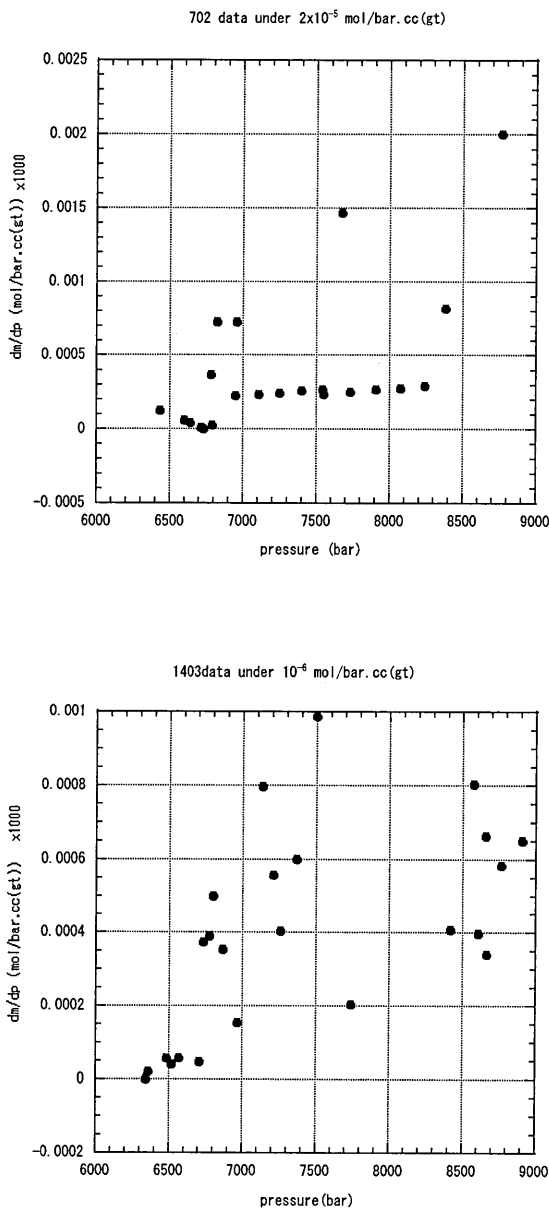 702 data under 2x10⁻⁵ mol/bar.cc(gt)
0.0025
0.002
0.0015
0.001
0.0005
0
-0.0005
dm/dp (mol/bar.cc(gt)) x1000
6000 6500 7000 7500 8000 8500 9000
pressure (bar)
1403data under 10⁻⁶ mol/bar.cc(gt)
0.001
0.0008
0.0006
0.0004
0.0002
0
-0.0002
dm/dp (mol/bar.cc(gt)) x1000
6000 6500 7000 7500 8000 8500 9000
pressure(bar)